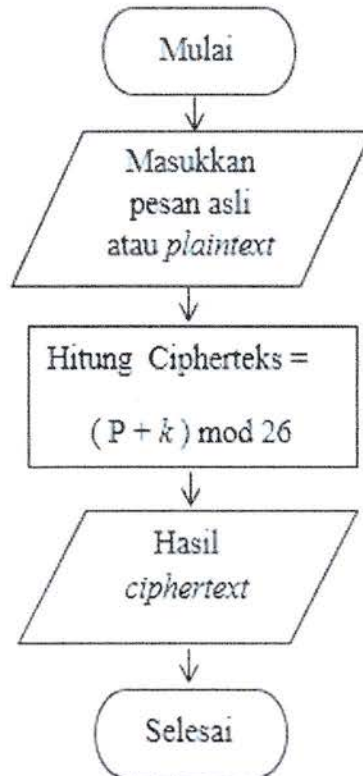 Mulai
Masukkan
pesan asli
atau plaintext
Hitung Cipherteks =
( P + k ) mod 26
Hasil
ciphertext
Selesai